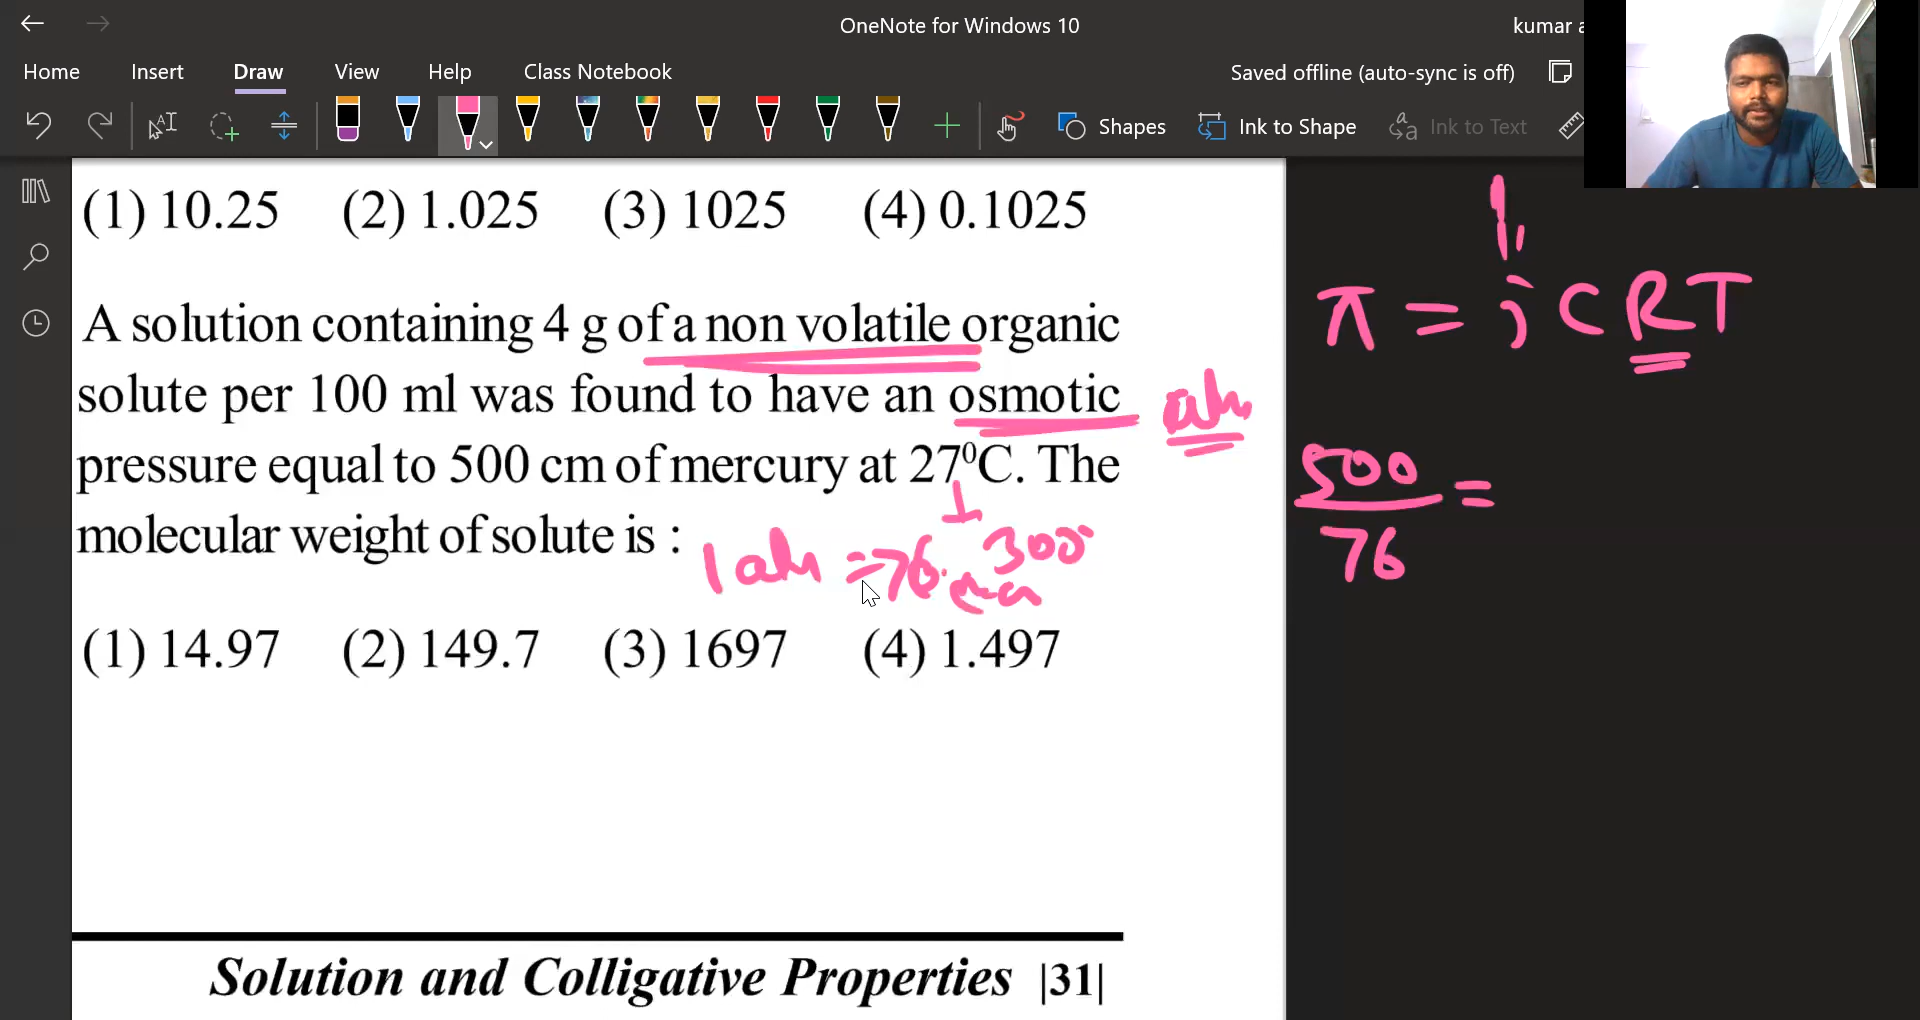 OneNote for Windows 10
kumar a
Home Insert Draw View Help Class Notebook
Saved offline (auto-sync is off)
Shapes Ink to Shape Ink to Text
(1) 10.25 (2) 1.025 (3) 1025 (4) 0.1025
A solution containing 4 g of a non volatile organic
solute per 100 ml was found to have an osmotic
pressure equal to 500 cm of mercury at 27⁰C. The
molecular weight of solute is :
atm
1 atm = 76.
300
(1) 14.97 (2) 149.7 (3) 1697 (4) 1.497
Solution and Colligative Properties |31|
1
π = i C R T
500
76
=